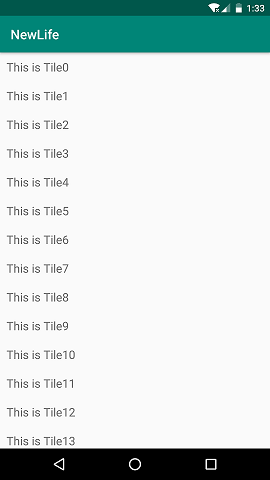 1:33
NewLife
This is Tile0
This is Tile1
This is Tile2
This is Tile3
This is Tile4
This is Tile5
This is Tile6
This is Tile7
This is Tile8
This is Tile9
This is Tile10
This is Tile11
This is Tile12
This is Tile13